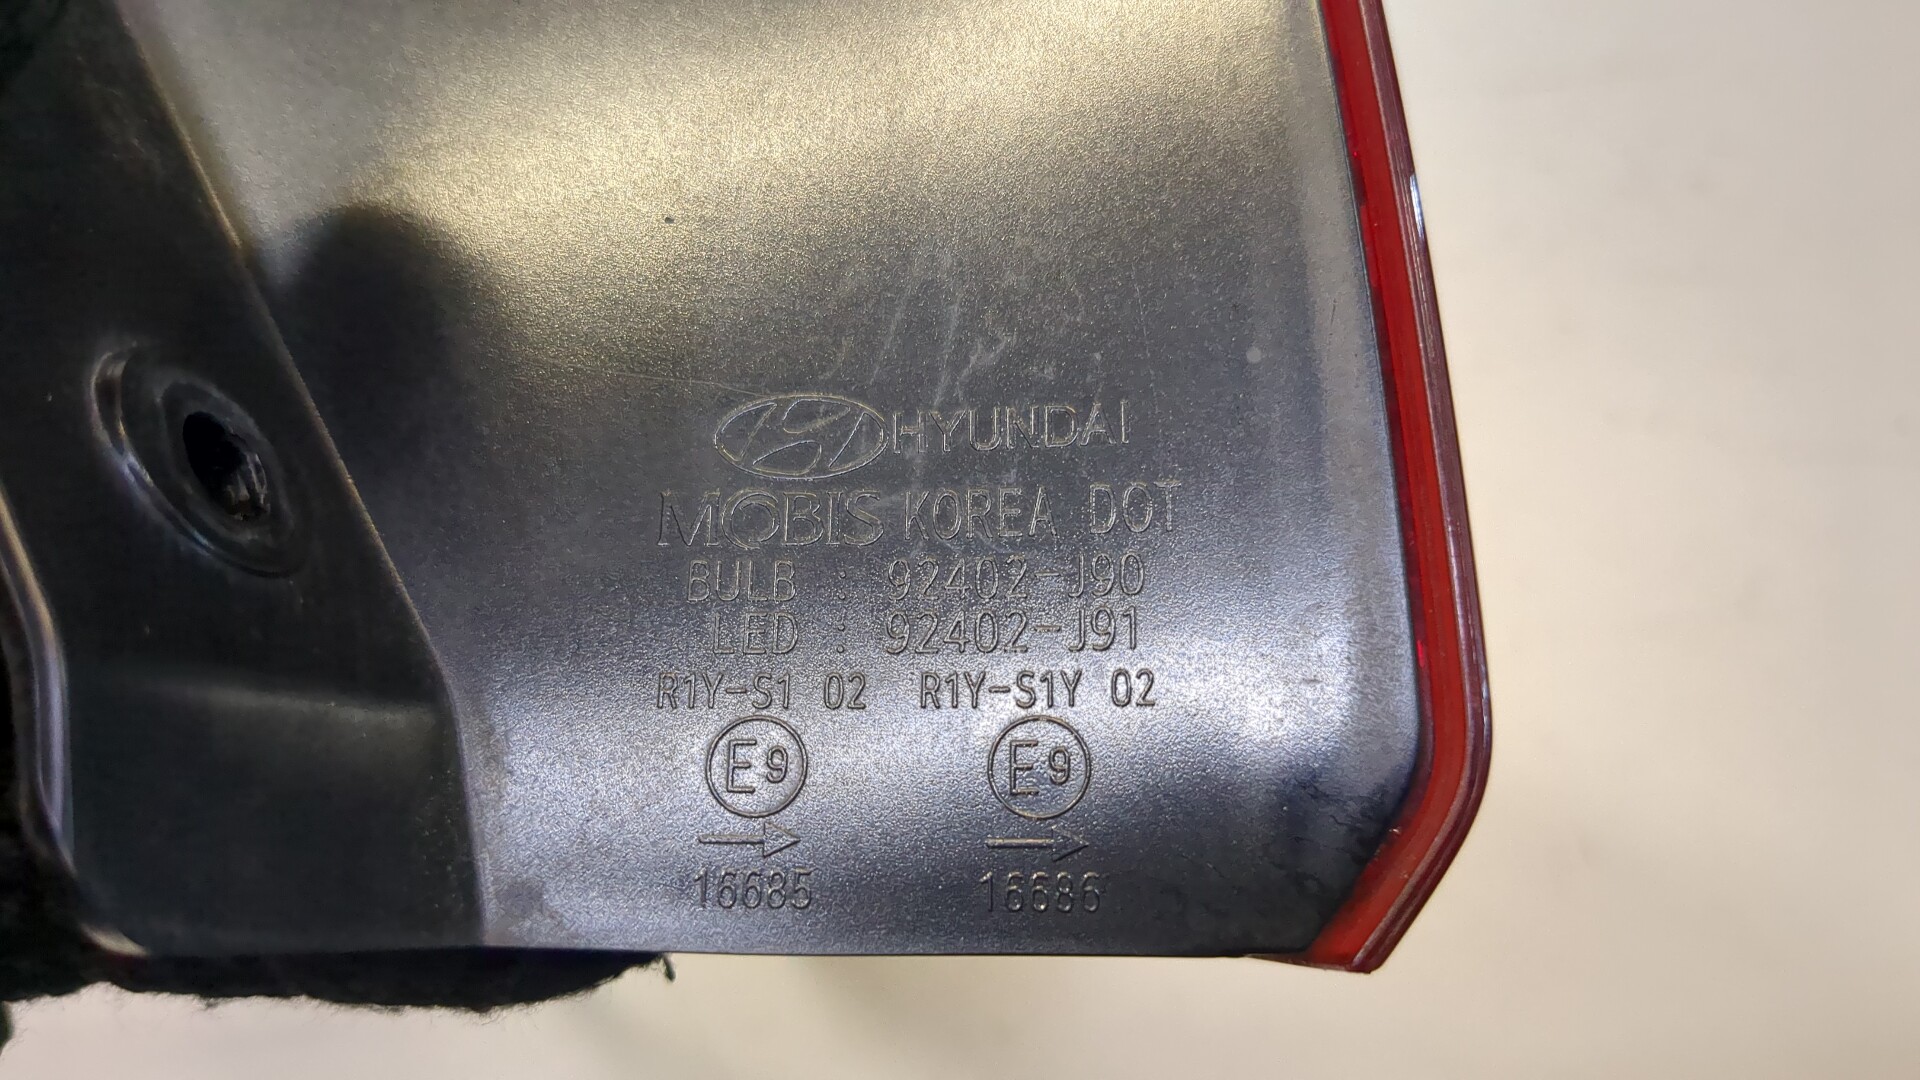 HYUNDAI
MOBIS KOREA DOT
BULB : 92402-J90
LED : 92402-J91
R1Y-S1 02 R1Y-S1Y 02
E9 E9
→ →
16685 16686